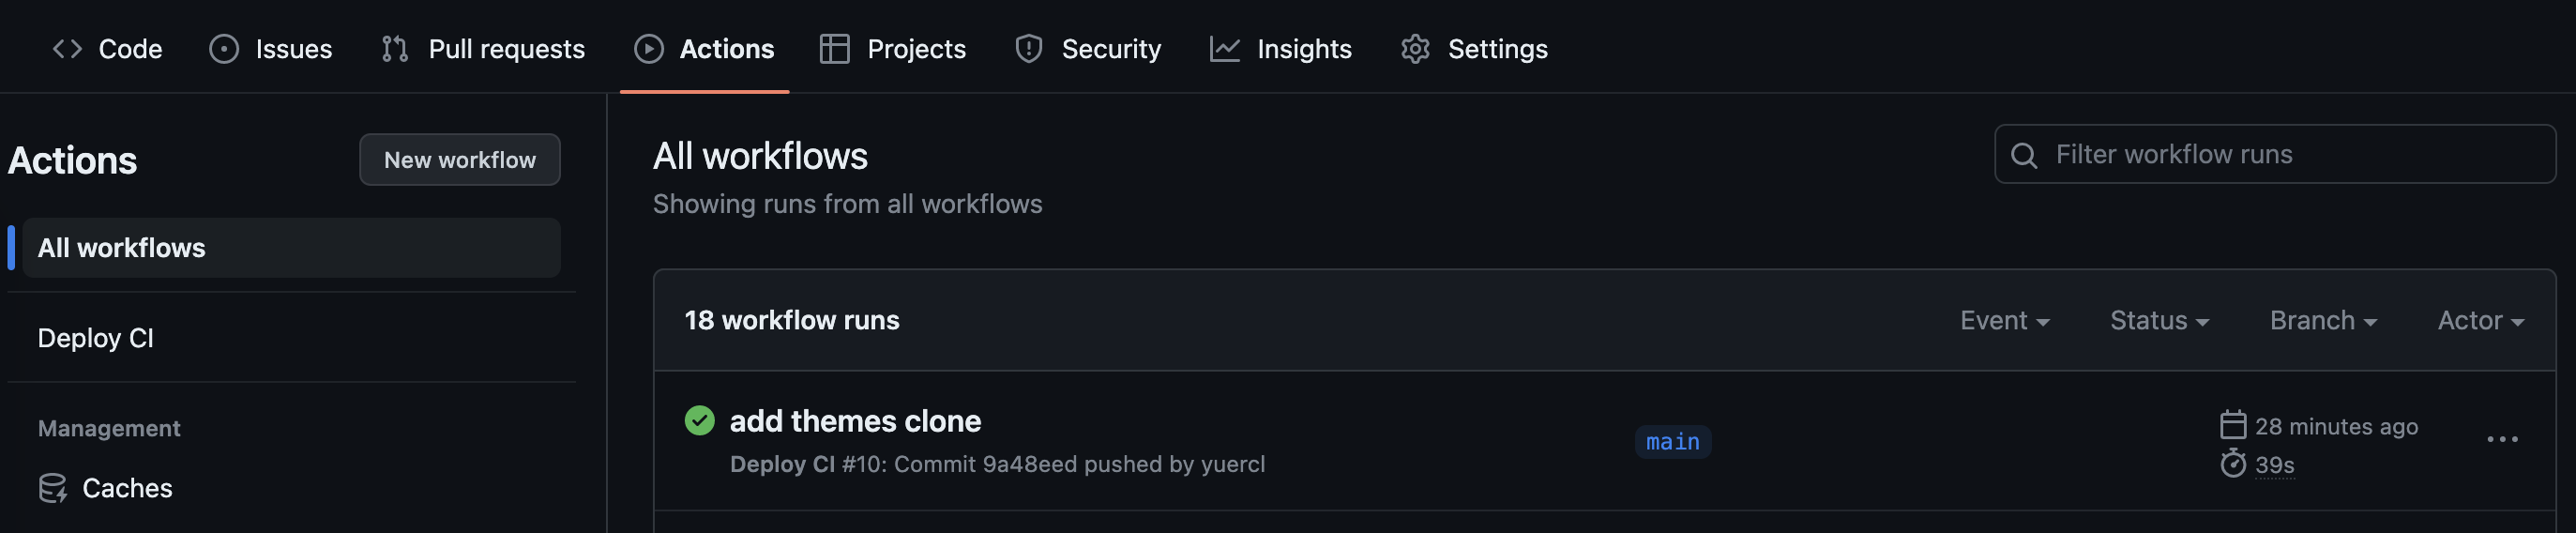 Code Issues Pull requests Actions Projects Security Insights Settings
Actions
New workflow
All workflows
Deploy CI
Management
Caches
All workflows
Showing runs from all workflows
Filter workflow runs
18 workflow runs
Event Status Branch Actor
add themes clone
Deploy CI #10: Commit 9a48eed pushed by yuercl
main
28 minutes ago
39s